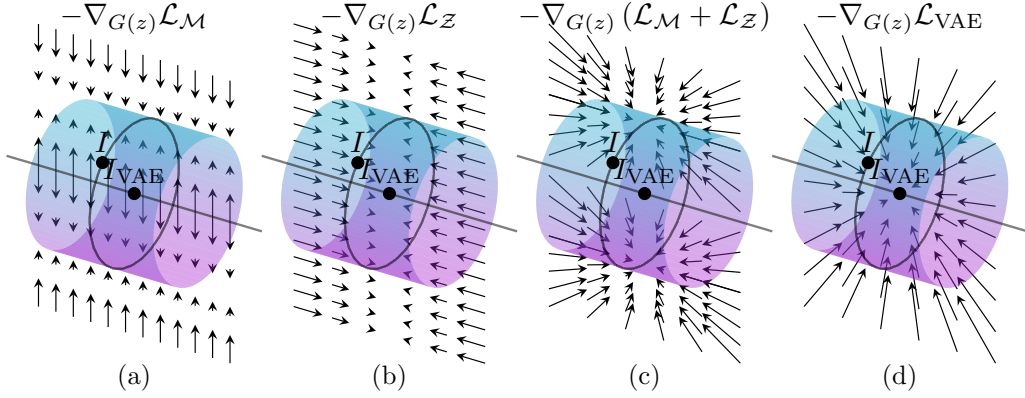 −∇_{G(z)}ℒ_ℳ
−∇_{G(z)}ℒ_𝒵
−∇_{G(z)} (ℒ_ℳ + ℒ_𝒵)
−∇_{G(z)}ℒ_VAE
I
I_VAE
I
I_VAE
I
I_VAE
I
I_VAE
(a)
(b)
(c)
(d)